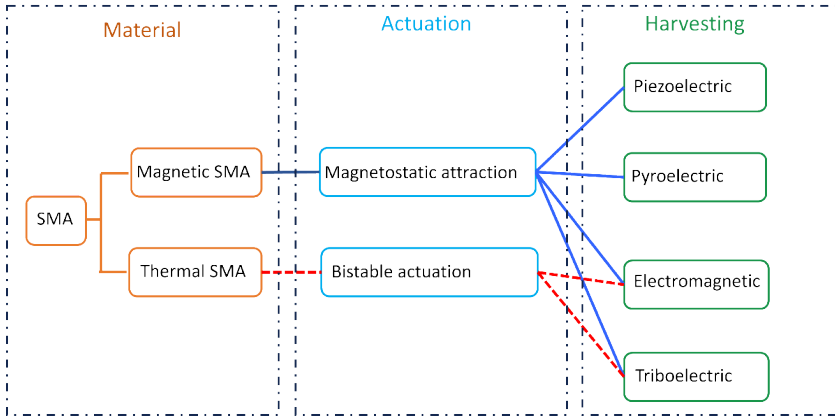 Material
Actuation
Harvesting
SMA
Magnetic SMA
Thermal SMA
Magnetostatic attraction
Bistable actuation
Piezoelectric
Pyroelectric
Electromagnetic
Triboelectric